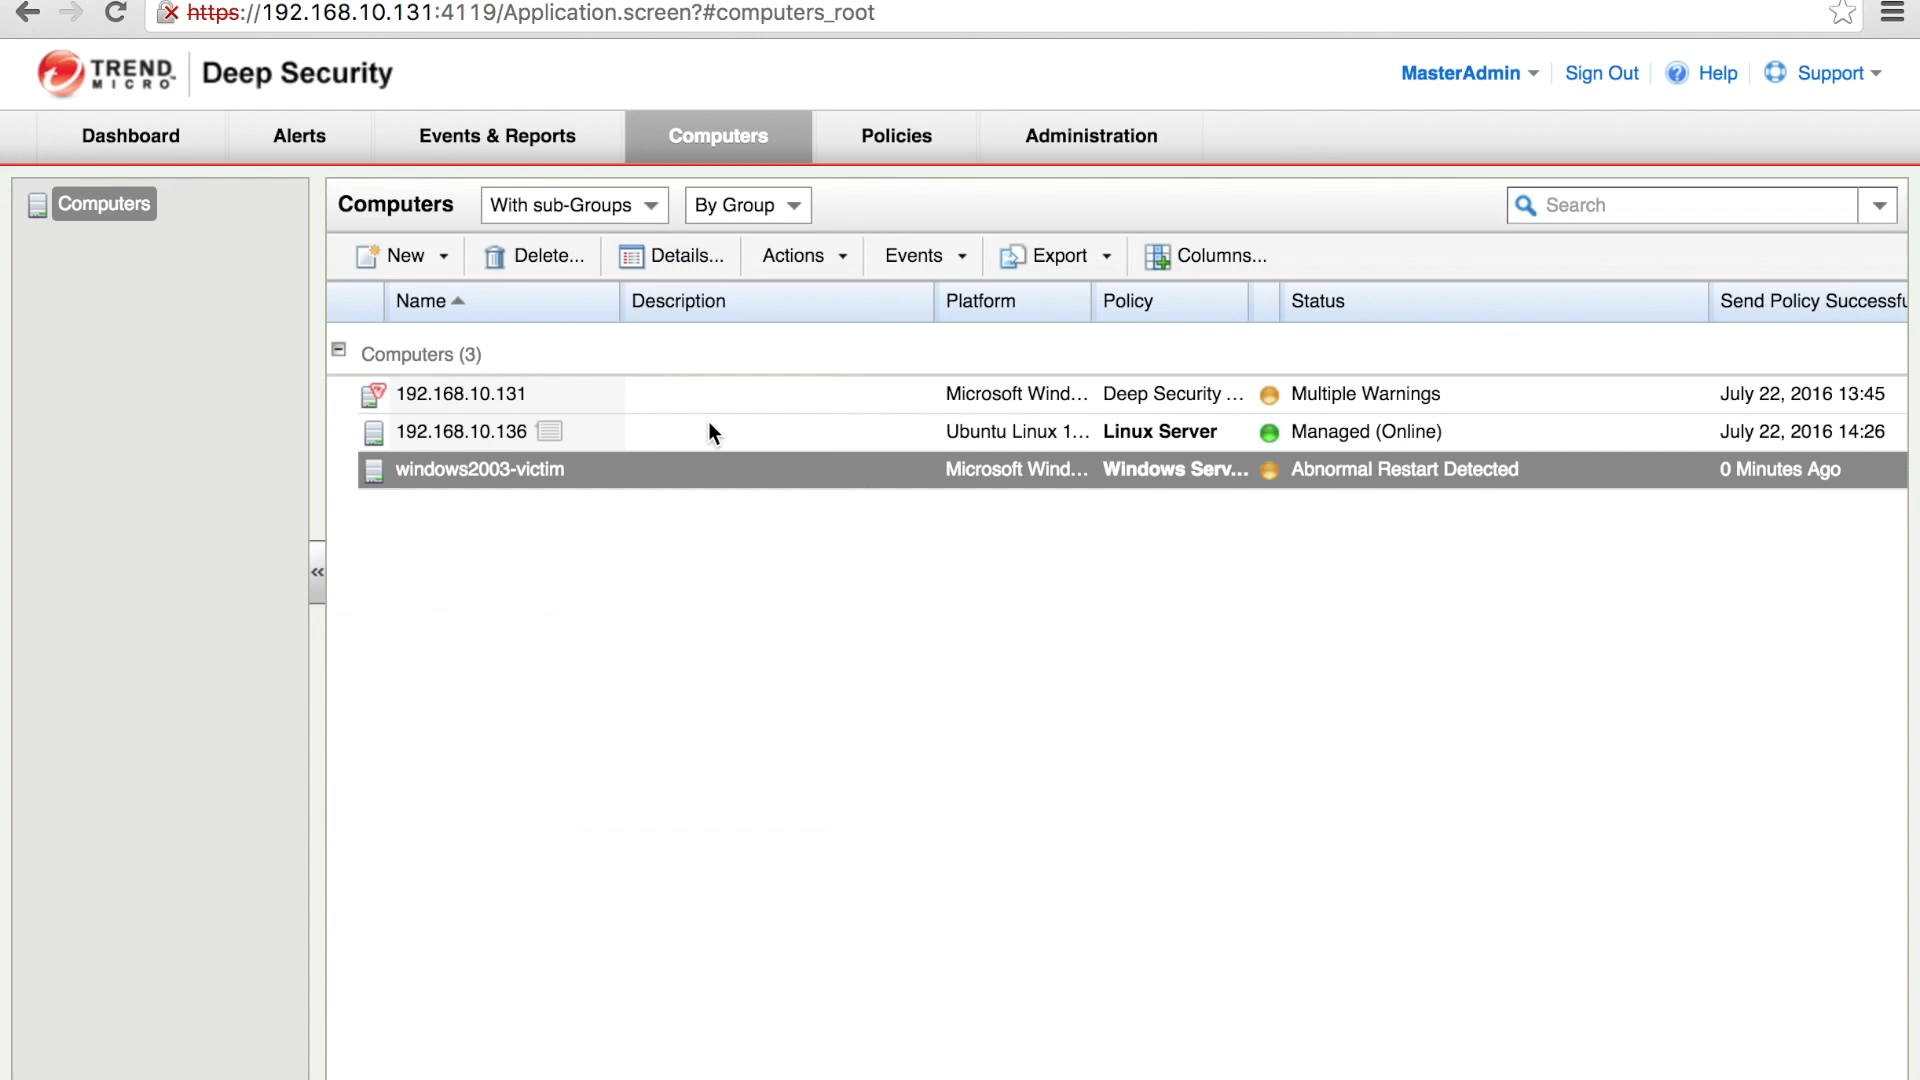 https://192.168.10.131:4119/Application.screen?#computers_root
TREND MICRO Deep Security MasterAdmin Sign Out Help Support
Dashboard Alerts Events & Reports Computers Policies Administration
Computers
Computers With sub-Groups By Group Search
New Delete... Details... Actions Events Export Columns...
Name Description Platform Policy Status Send Policy Successfu
Computers (3)
192.168.10.131 Microsoft Wind... Deep Security ... Multiple Warnings July 22, 2016 13:45
192.168.10.136 Ubuntu Linux 1... Linux Server Managed (Online) July 22, 2016 14:26
windows2003-victim Microsoft Wind... Windows Serv... Abnormal Restart Detected 0 Minutes Ago